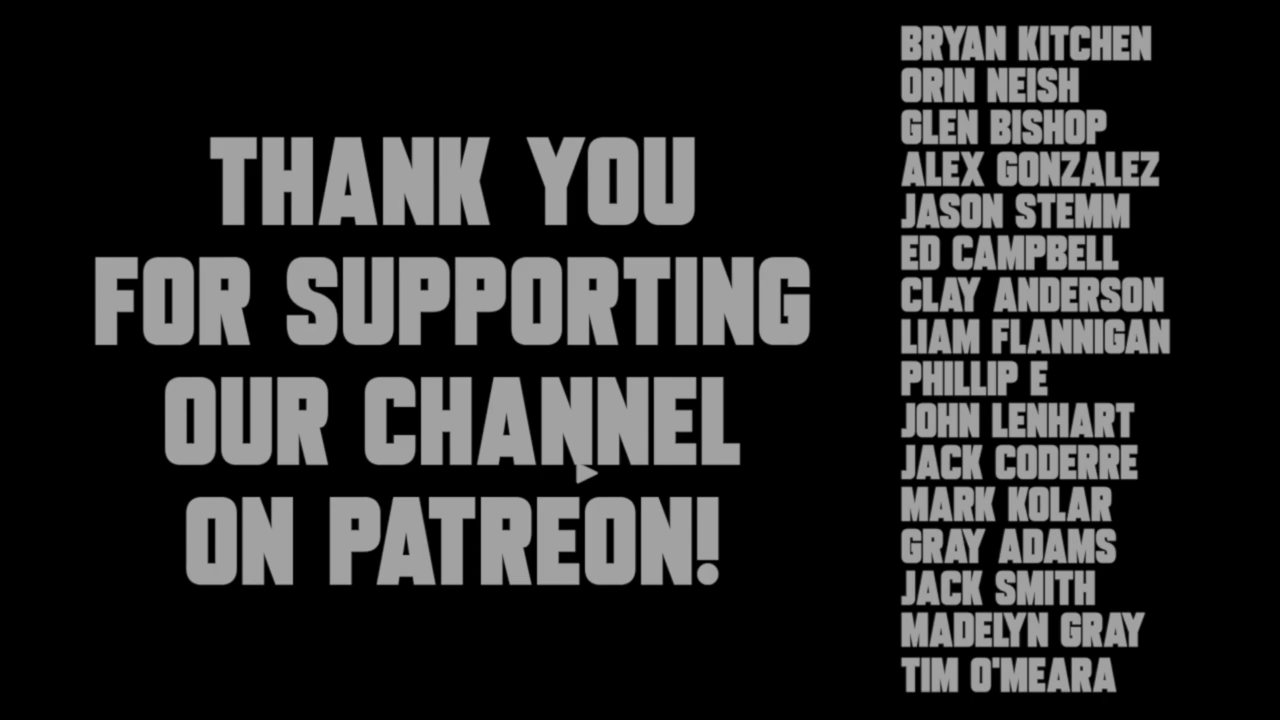 THANK YOU
FOR SUPPORTING
OUR CHANNEL
ON PATREON!
BRYAN KITCHEN
ORIN NEISH
GLEN BISHOP
ALEX GONZALEZ
JASON STEMM
ED CAMPBELL
CLAY ANDERSON
LIAM FLANNIGAN
PHILLIP E
JOHN LENHART
JACK CODERRE
MARK KOLAR
GRAY ADAMS
JACK SMITH
MADELYN GRAY
TIM O'MEARA